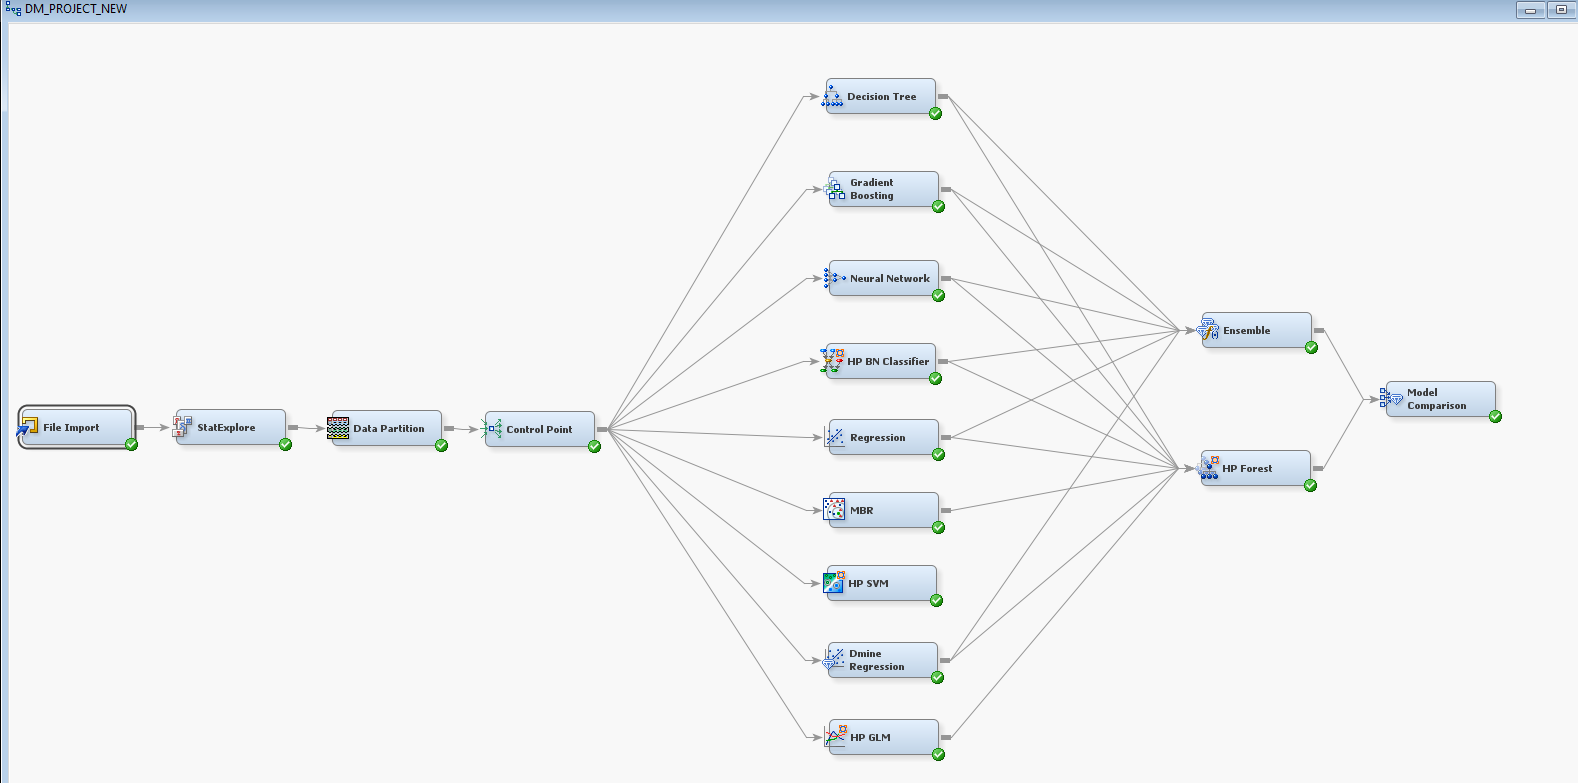 DM_PROJECT_NEW
Decision Tree
Gradient
Boosting
Neural Network
HP BN Classifier
Ensemble
Model
Comparison
File Import
StatExplore
Data Partition
Control Point
Regression
HP Forest
MBR
HP SVM
Dmine
Regression
HP GLM